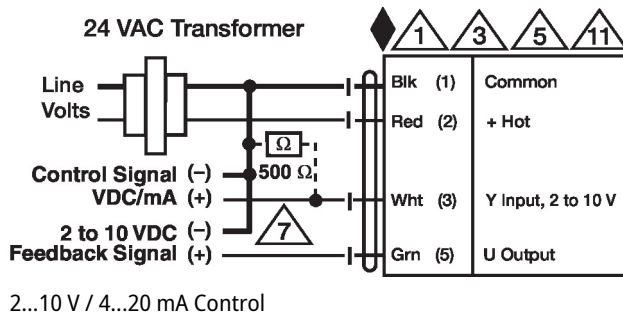 24 VAC Transformer
1 3 5 11
Line
Volts
Blk (1) Common
Red (2) + Hot
Ω
500 Ω
Control Signal (–)
VDC/mA (+)
Wht (3) Y Input, 2 to 10 V
7
2 to 10 VDC (–)
Feedback Signal (+)
Grn (5) U Output
2...10 V / 4...20 mA Control